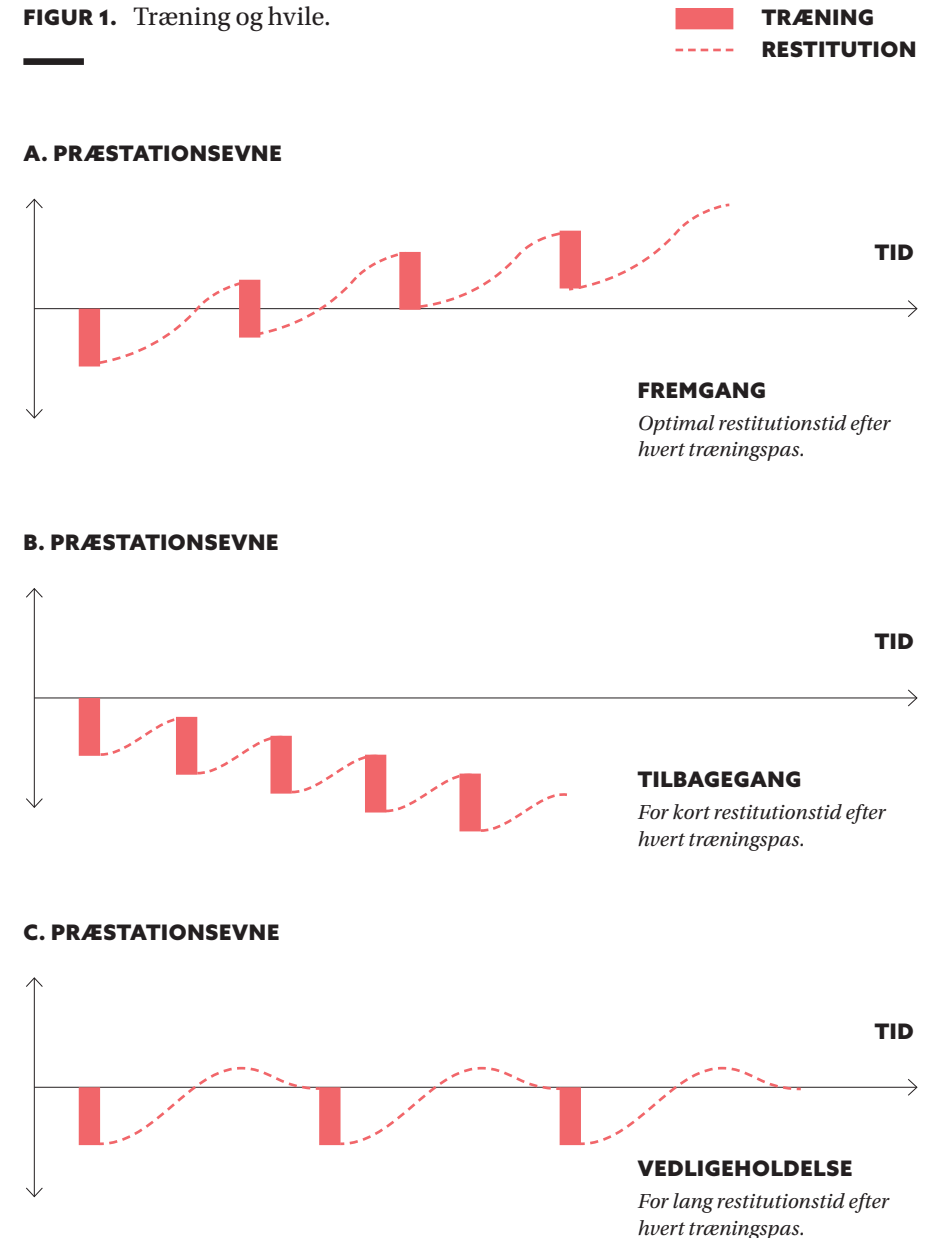 FIGUR 1. Træning og hvile.
TRÆNING
RESTITUTION
A. PRÆSTATIONSEVNE
TID
FREMGANG
Optimal restitutionstid efter
hvert træningspas.
B. PRÆSTATIONSEVNE
TID
TILBAGEGANG
For kort restitutionstid efter
hvert træningspas.
C. PRÆSTATIONSEVNE
TID
VEDLIGEHOLDELSE
For lang restitutionstid efter
hvert træningspas.